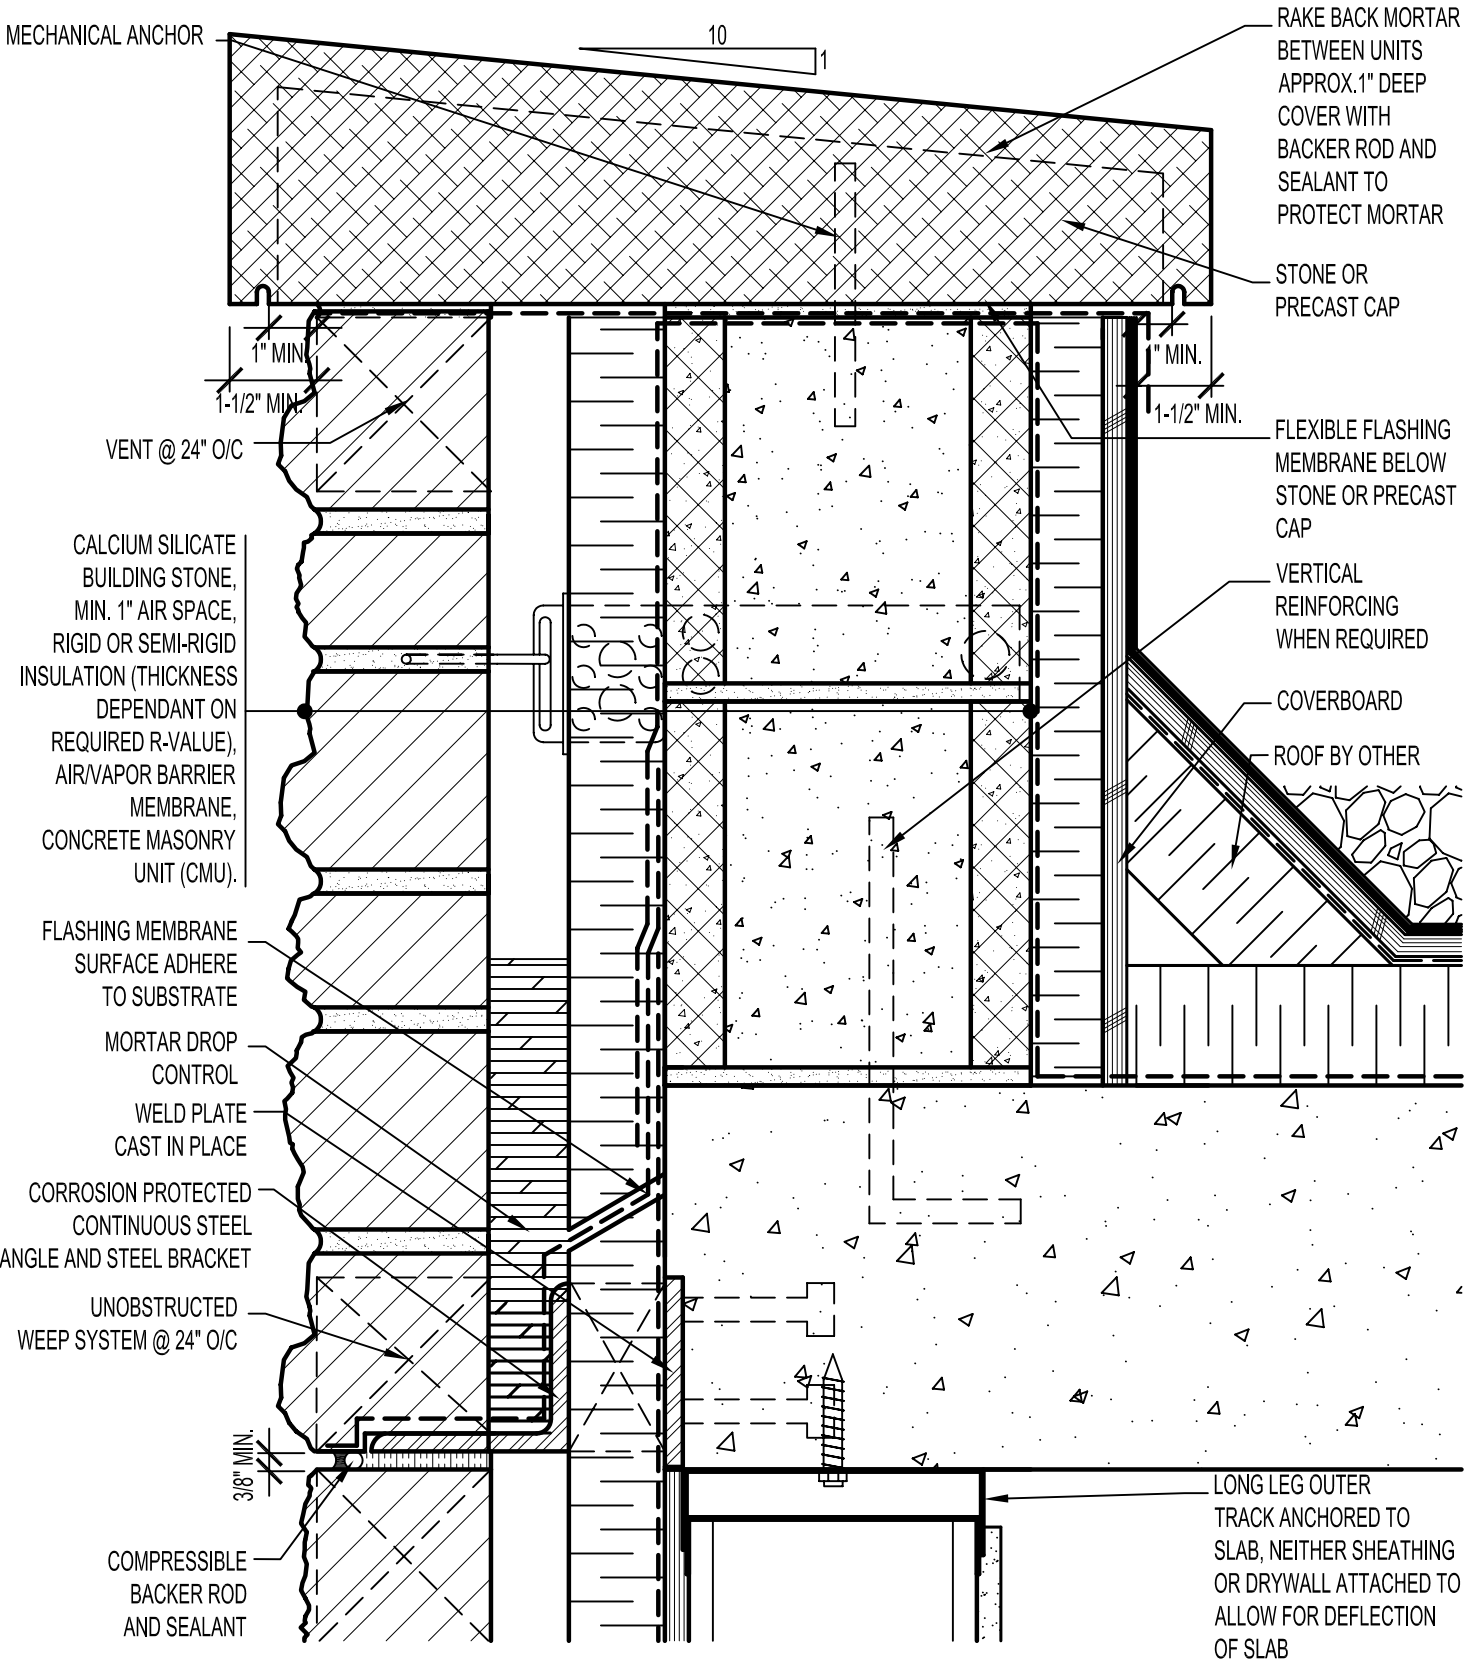 MECHANICAL ANCHOR
10
1
RAKE BACK MORTAR
BETWEEN UNITS
APPROX.1" DEEP
COVER WITH
BACKER ROD AND
SEALANT TO
PROTECT MORTAR
STONE OR
PRECAST CAP
1" MIN.
1-1/2" MIN.
" MIN.
1-1/2" MIN.
VENT @ 24" O/C
FLEXIBLE FLASHING
MEMBRANE BELOW
STONE OR PRECAST
CAP
CALCIUM SILICATE
BUILDING STONE,
MIN. 1" AIR SPACE,
RIGID OR SEMI-RIGID
INSULATION (THICKNESS
DEPENDANT ON
REQUIRED R-VALUE),
AIR/VAPOR BARRIER
MEMBRANE,
CONCRETE MASONRY
UNIT (CMU).
VERTICAL
REINFORCING
WHEN REQUIRED
COVERBOARD
ROOF BY OTHER
FLASHING MEMBRANE
SURFACE ADHERE
TO SUBSTRATE
MORTAR DROP
CONTROL
WELD PLATE
CAST IN PLACE
CORROSION PROTECTED
CONTINUOUS STEEL
ANGLE AND STEEL BRACKET
UNOBSTRUCTED
WEEP SYSTEM @ 24" O/C
3/8" MIN.
COMPRESSIBLE
BACKER ROD
AND SEALANT
LONG LEG OUTER
TRACK ANCHORED TO
SLAB, NEITHER SHEATHING
OR DRYWALL ATTACHED TO
ALLOW FOR DEFLECTION
OF SLAB